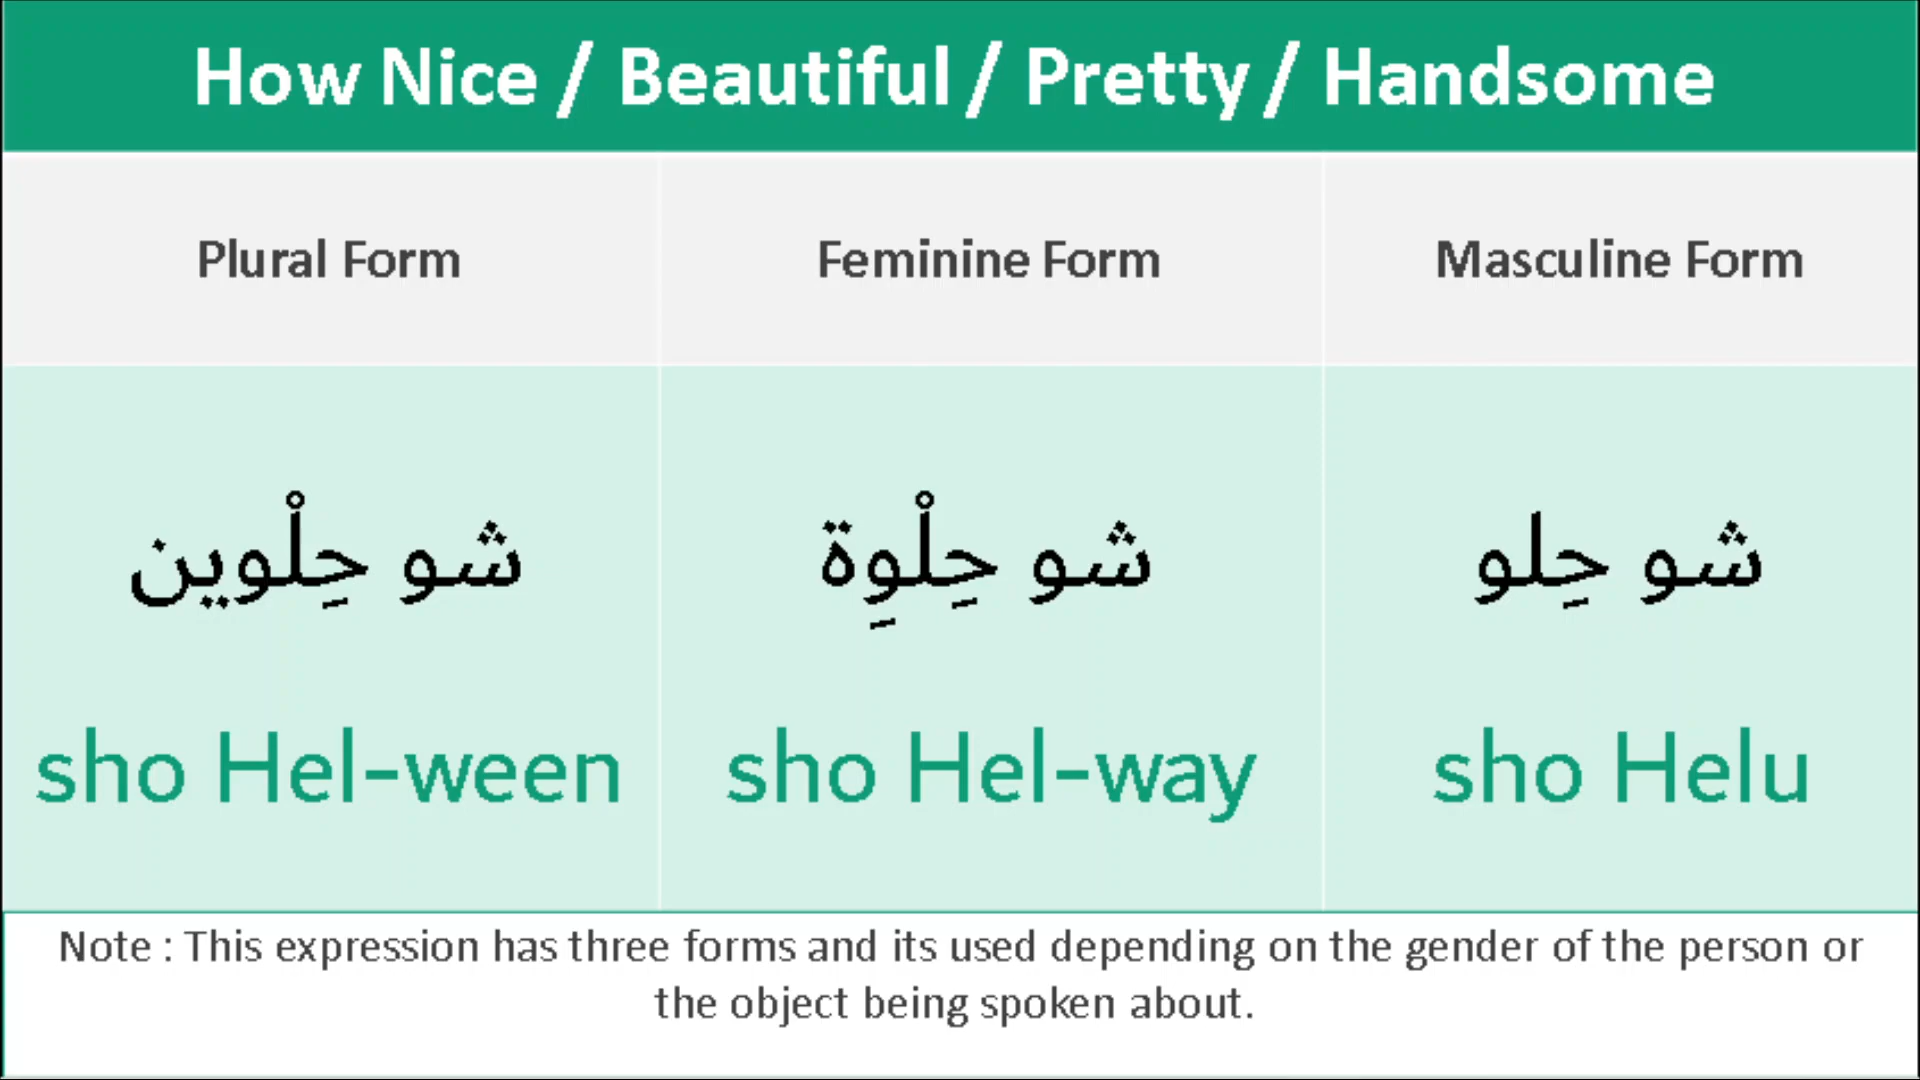 How Nice / Beautiful / Pretty / Handsome
Plural Form
Feminine Form
Masculine Form
شو حِلْوين
شو حِلْوِة
شو حِلو
sho Hel-ween
sho Hel-way
sho Helu
Note : This expression has three forms and its used depending on the gender of the person or
the object being spoken about.